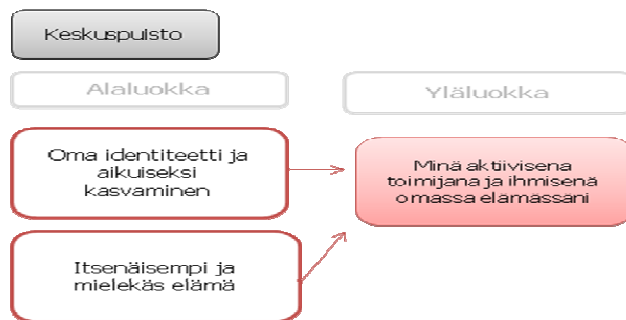 Keskuspuisto
Alaluokka
Yläluokka
Oma identiteetti ja
aikuiseksi
kasvaminen
Minä aktiivisena
toimijana ja ihmisenä
omassa elämässäni
Itsenäisempi ja
mielekäs elämä